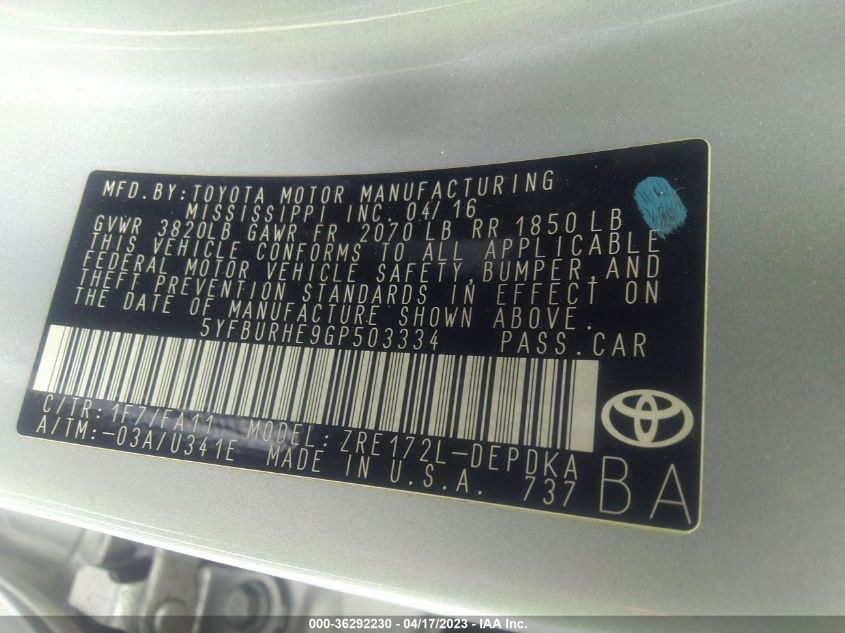 MFD.BY:TOYOTA MOTOR MANUFACTURING
MISSISSIPPI INC. 04/16
GVWR 3820LB GAWR FR 2070 LB RR 1850 LB
THIS VEHICLE CONFORMS TO ALL APPLICABLE
FEDERAL MOTOR VEHICLE SAFETY,BUMPER,AND
THEFT PREVENTION STANDARDS IN EFFECT ON
THE DATE OF MANUFACTURE SHOWN ABOVE.
5YFBURHE9GP503334 PASS.CAR
C/TR:1F7/FA11 MODEL:ZRE172L-DEPDKA
A/TM:-03A/U341E MADE IN U.S.A. 737
BA
000-36292230 - 04/17/2023 - IAA Inc.